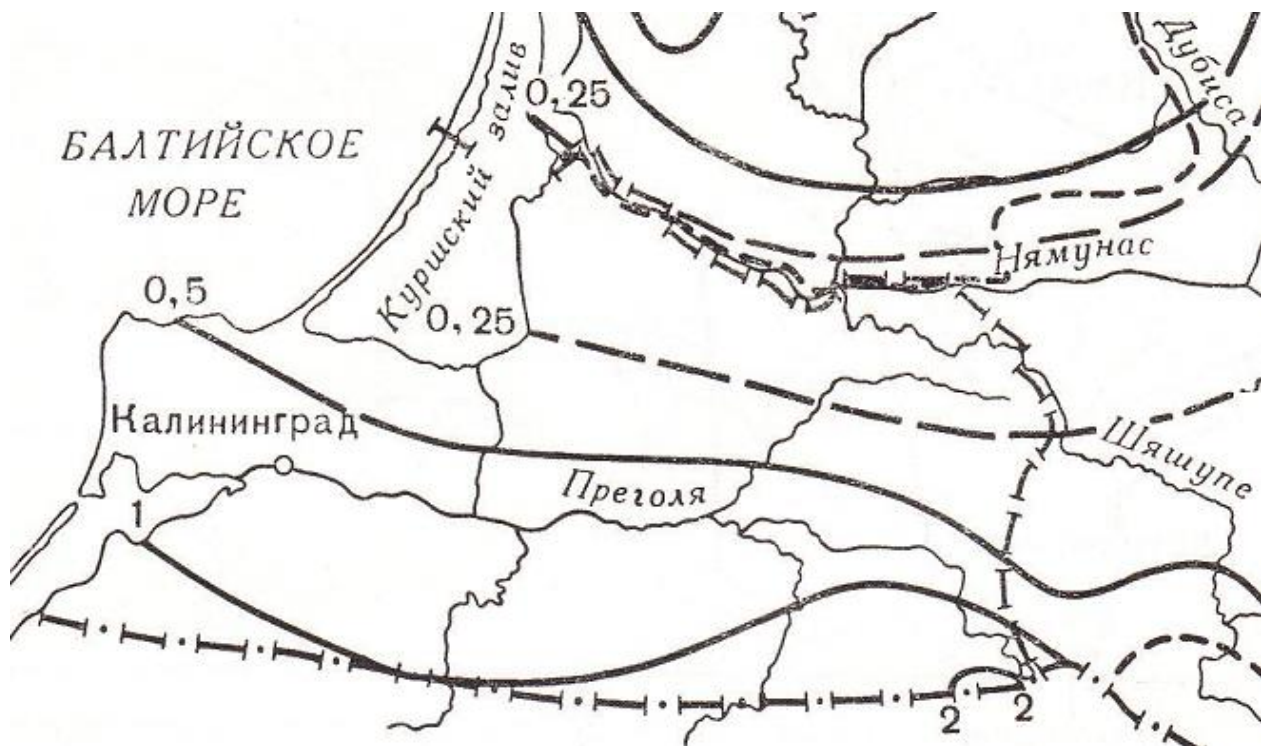 Дубиса
0,25
залив
БАЛТИЙСКОЕ
МОРЕ
Куршский
Нямунас
0,5
0,25
Калининград
Шяшупе
Преголя
1
2
2